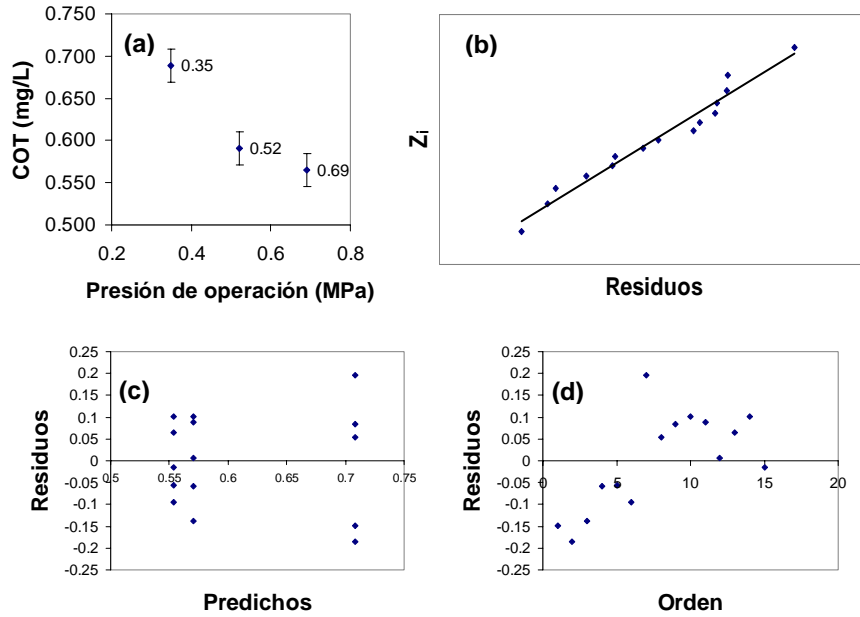 (a)
0.750
0.700
0.650
0.600
0.550
0.500
COT (mg/L)
0.35
0.52
0.69
0.2 0.4 0.6 0.8
Presión de operación (MPa)
(b)
Zi
Residuos
(c)
0.25
0.2
0.15
0.1
0.05
0
-0.05
-0.1
-0.15
-0.2
-0.25
Residuos
0.5 0.55 0.6 0.65 0.7 0.75
Predichos
(d)
0.25
0.2
0.15
0.1
0.05
0
-0.05
-0.1
-0.15
-0.2
-0.25
Residuos
0 5 10 15 20
Orden